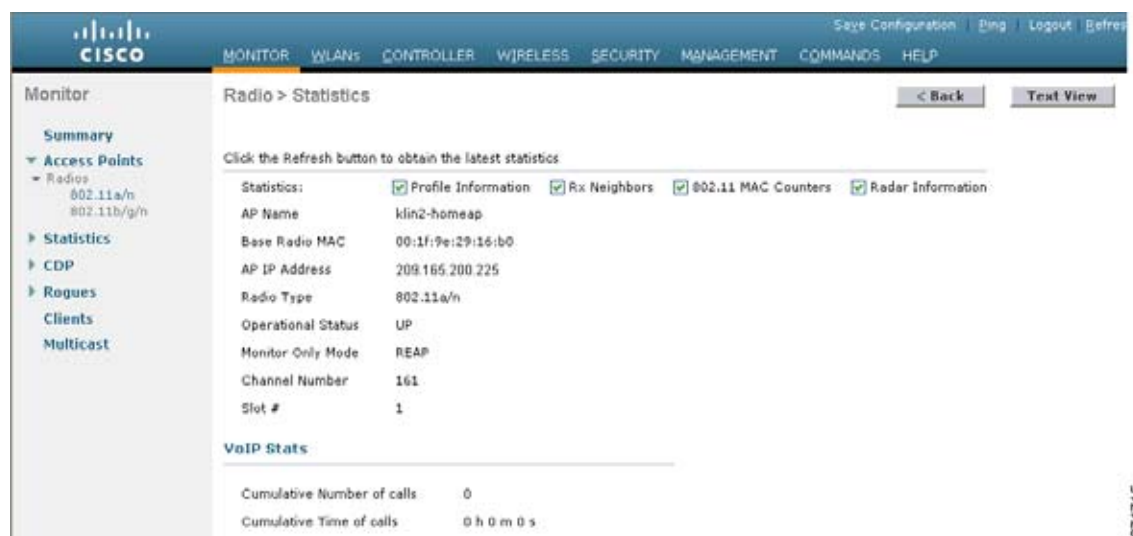 Save Configuration | Ping | Logout | Refres
CISCO
MONITOR WLANs CONTROLLER WIRELESS SECURITY MANAGEMENT COMMANDS HELP
Monitor
Summary
Access Points
Radios
802.11a/n
802.11b/g/n
Statistics
CDP
Rogues
Clients
Multicast
Radio > Statistics
< Back
Text View
Click the Refresh button to obtain the latest statistics
Statistics: Profile Information Rx Neighbors 802.11 MAC Counters Radar Information
AP Name klin2-homeap
Base Radio MAC 00:1f:9e:29:16:b0
AP IP Address 209.165.200.225
Radio Type 802.11a/n
Operational Status UP
Monitor Only Mode REAP
Channel Number 161
Slot # 1
VoIP Stats
Cumulative Number of calls 0
Cumulative Time of calls 0 h 0 m 0 s